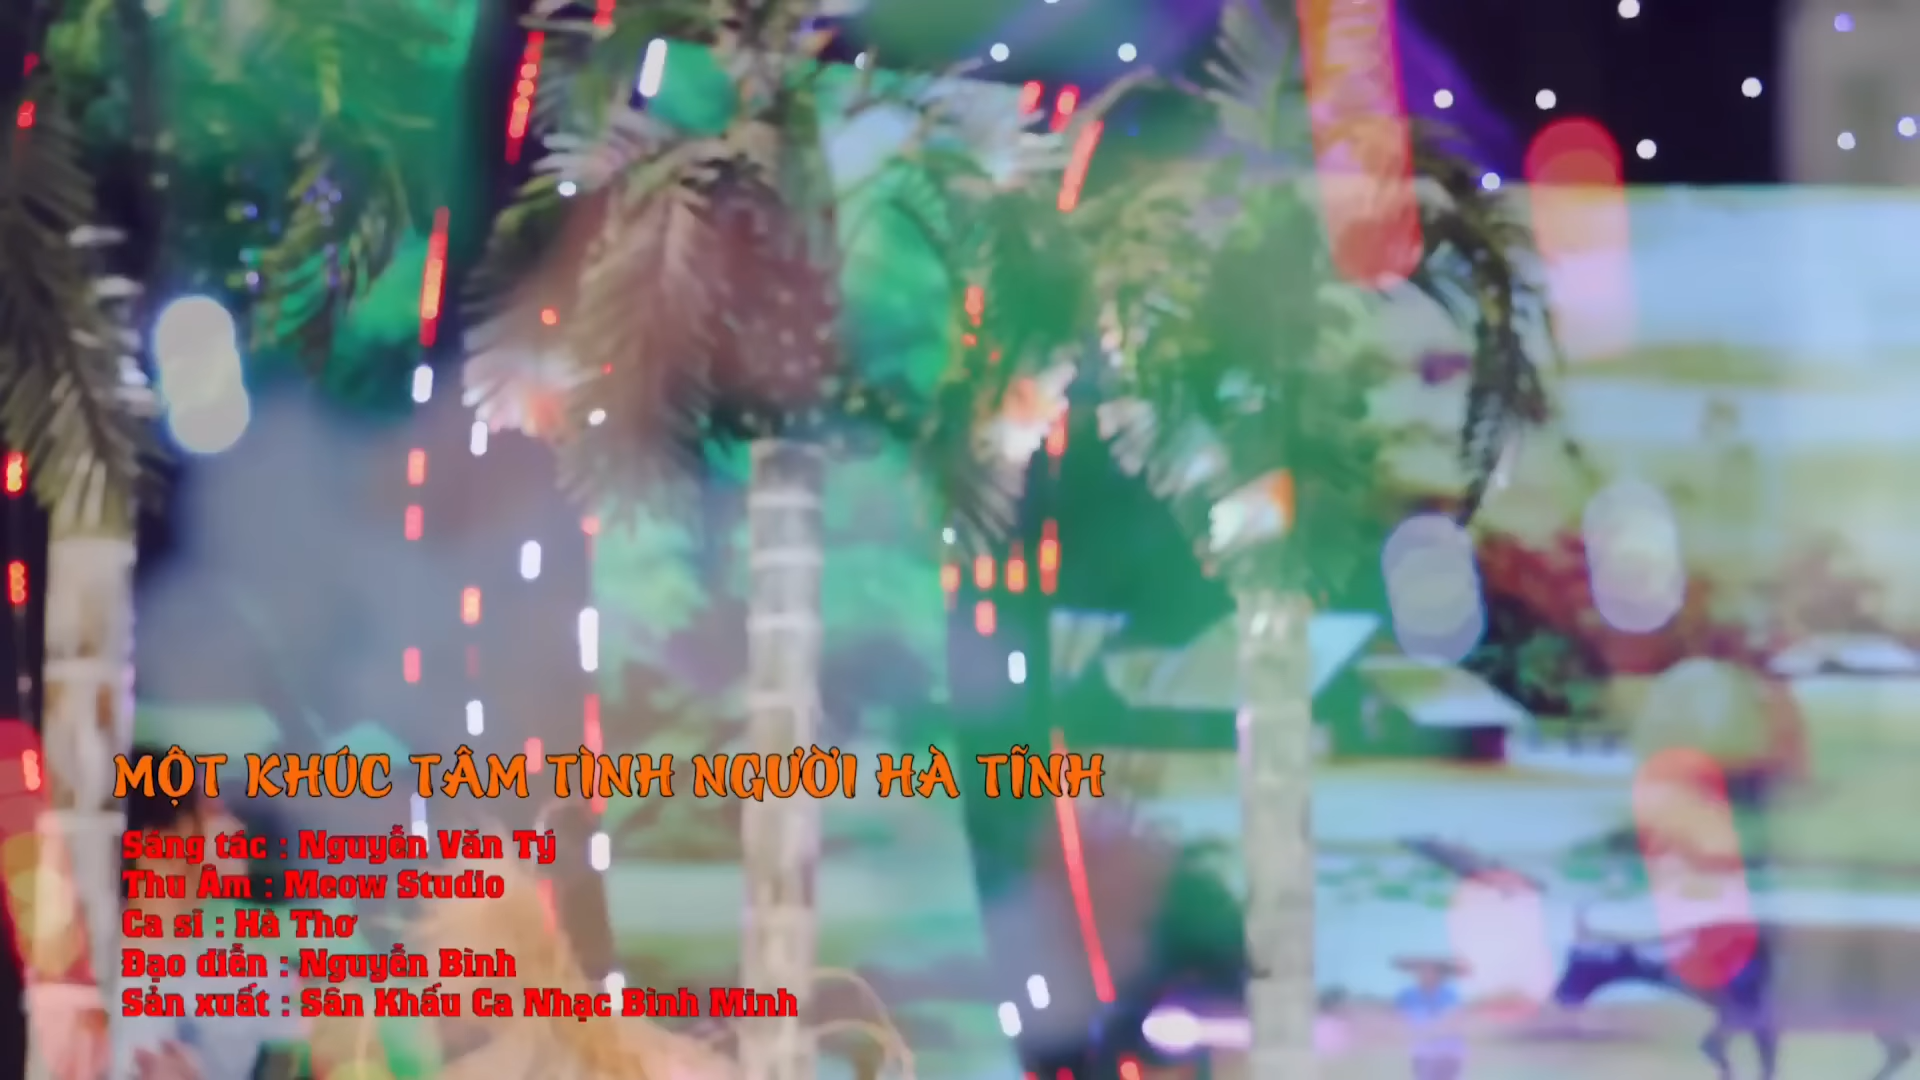 MỘT KHÚC TÂM TÌNH NGƯỜI HÀ TĨNH
Sáng tác : Nguyễn Văn Tý
Thu Âm : Meow Studio
Ca sĩ : Hà Thơ
Đạo diễn : Nguyễn Bình
Sản xuất : Sân Khấu Ca Nhạc Bình Minh